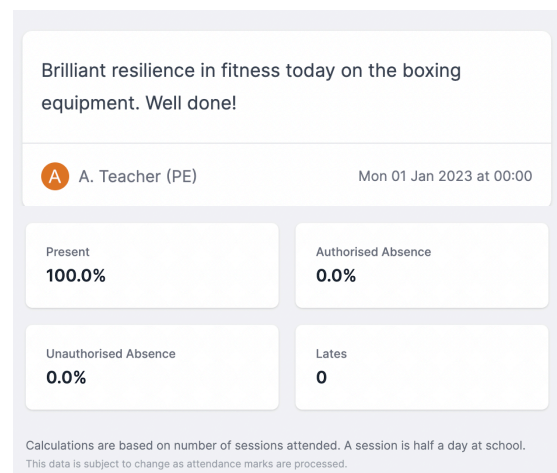 Brilliant resilience in fitness today on the boxing
equipment. Well done!
A A. Teacher (PE) Mon 01 Jan 2023 at 00:00
Present
100.0%
Authorised Absence
0.0%
Unauthorised Absence
0.0%
Lates
0
Calculations are based on number of sessions attended. A session is half a day at school.
This data is subject to change as attendance marks are processed.